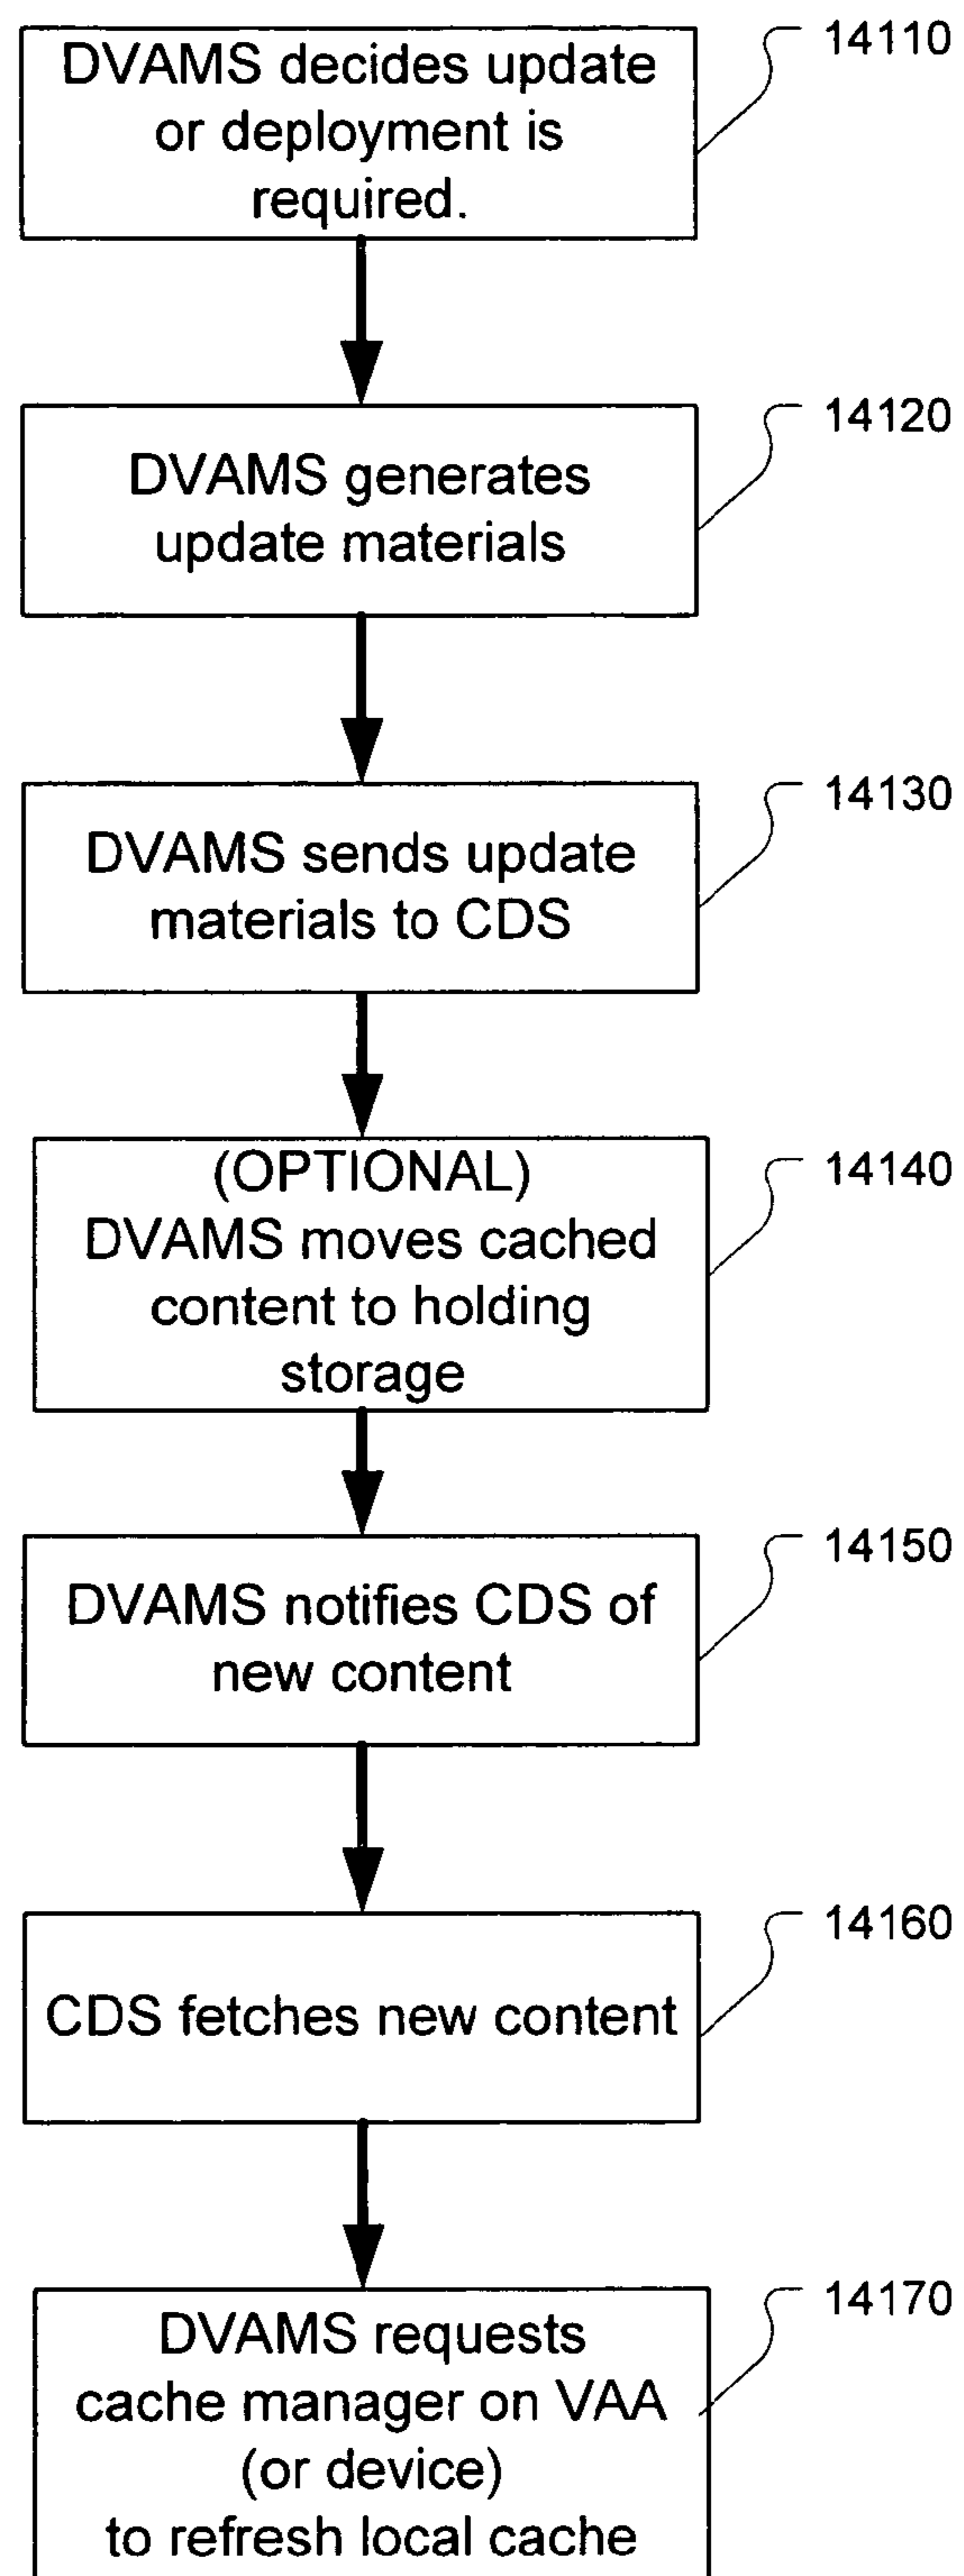 14110
DVAMS decides update
or deployment is
required.
14120
DVAMS generates
update materials
14130
DVAMS sends update
materials to CDS
14140
(OPTIONAL)
DVAMS moves cached
content to holding
storage
14150
DVAMS notifies CDS of
new content
14160
CDS fetches new content
14170
DVAMS requests
cache manager on VAA
(or device)
to refresh local cache